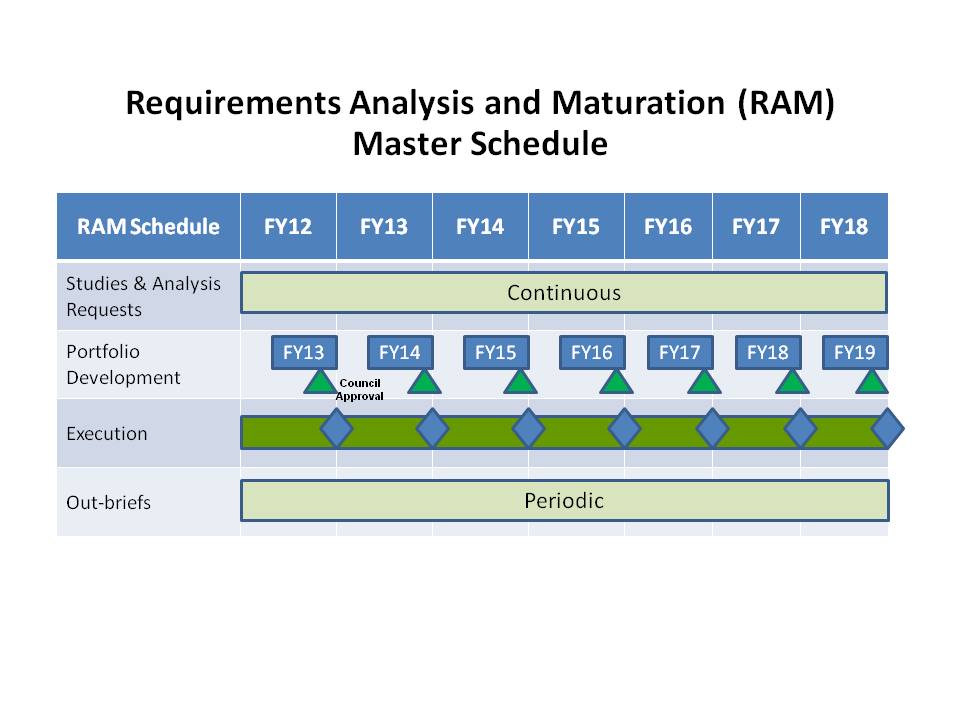 Requirements Analysis and Maturation (RAM)
Master Schedule
RAM Schedule FY12 FY13 FY14 FY15 FY16 FY17 FY18
Studies & Analysis
Requests
Continuous
Portfolio
Development
FY13 FY14 FY15 FY16 FY17 FY18 FY19
Council
Approval
Execution
Out-briefs
Periodic